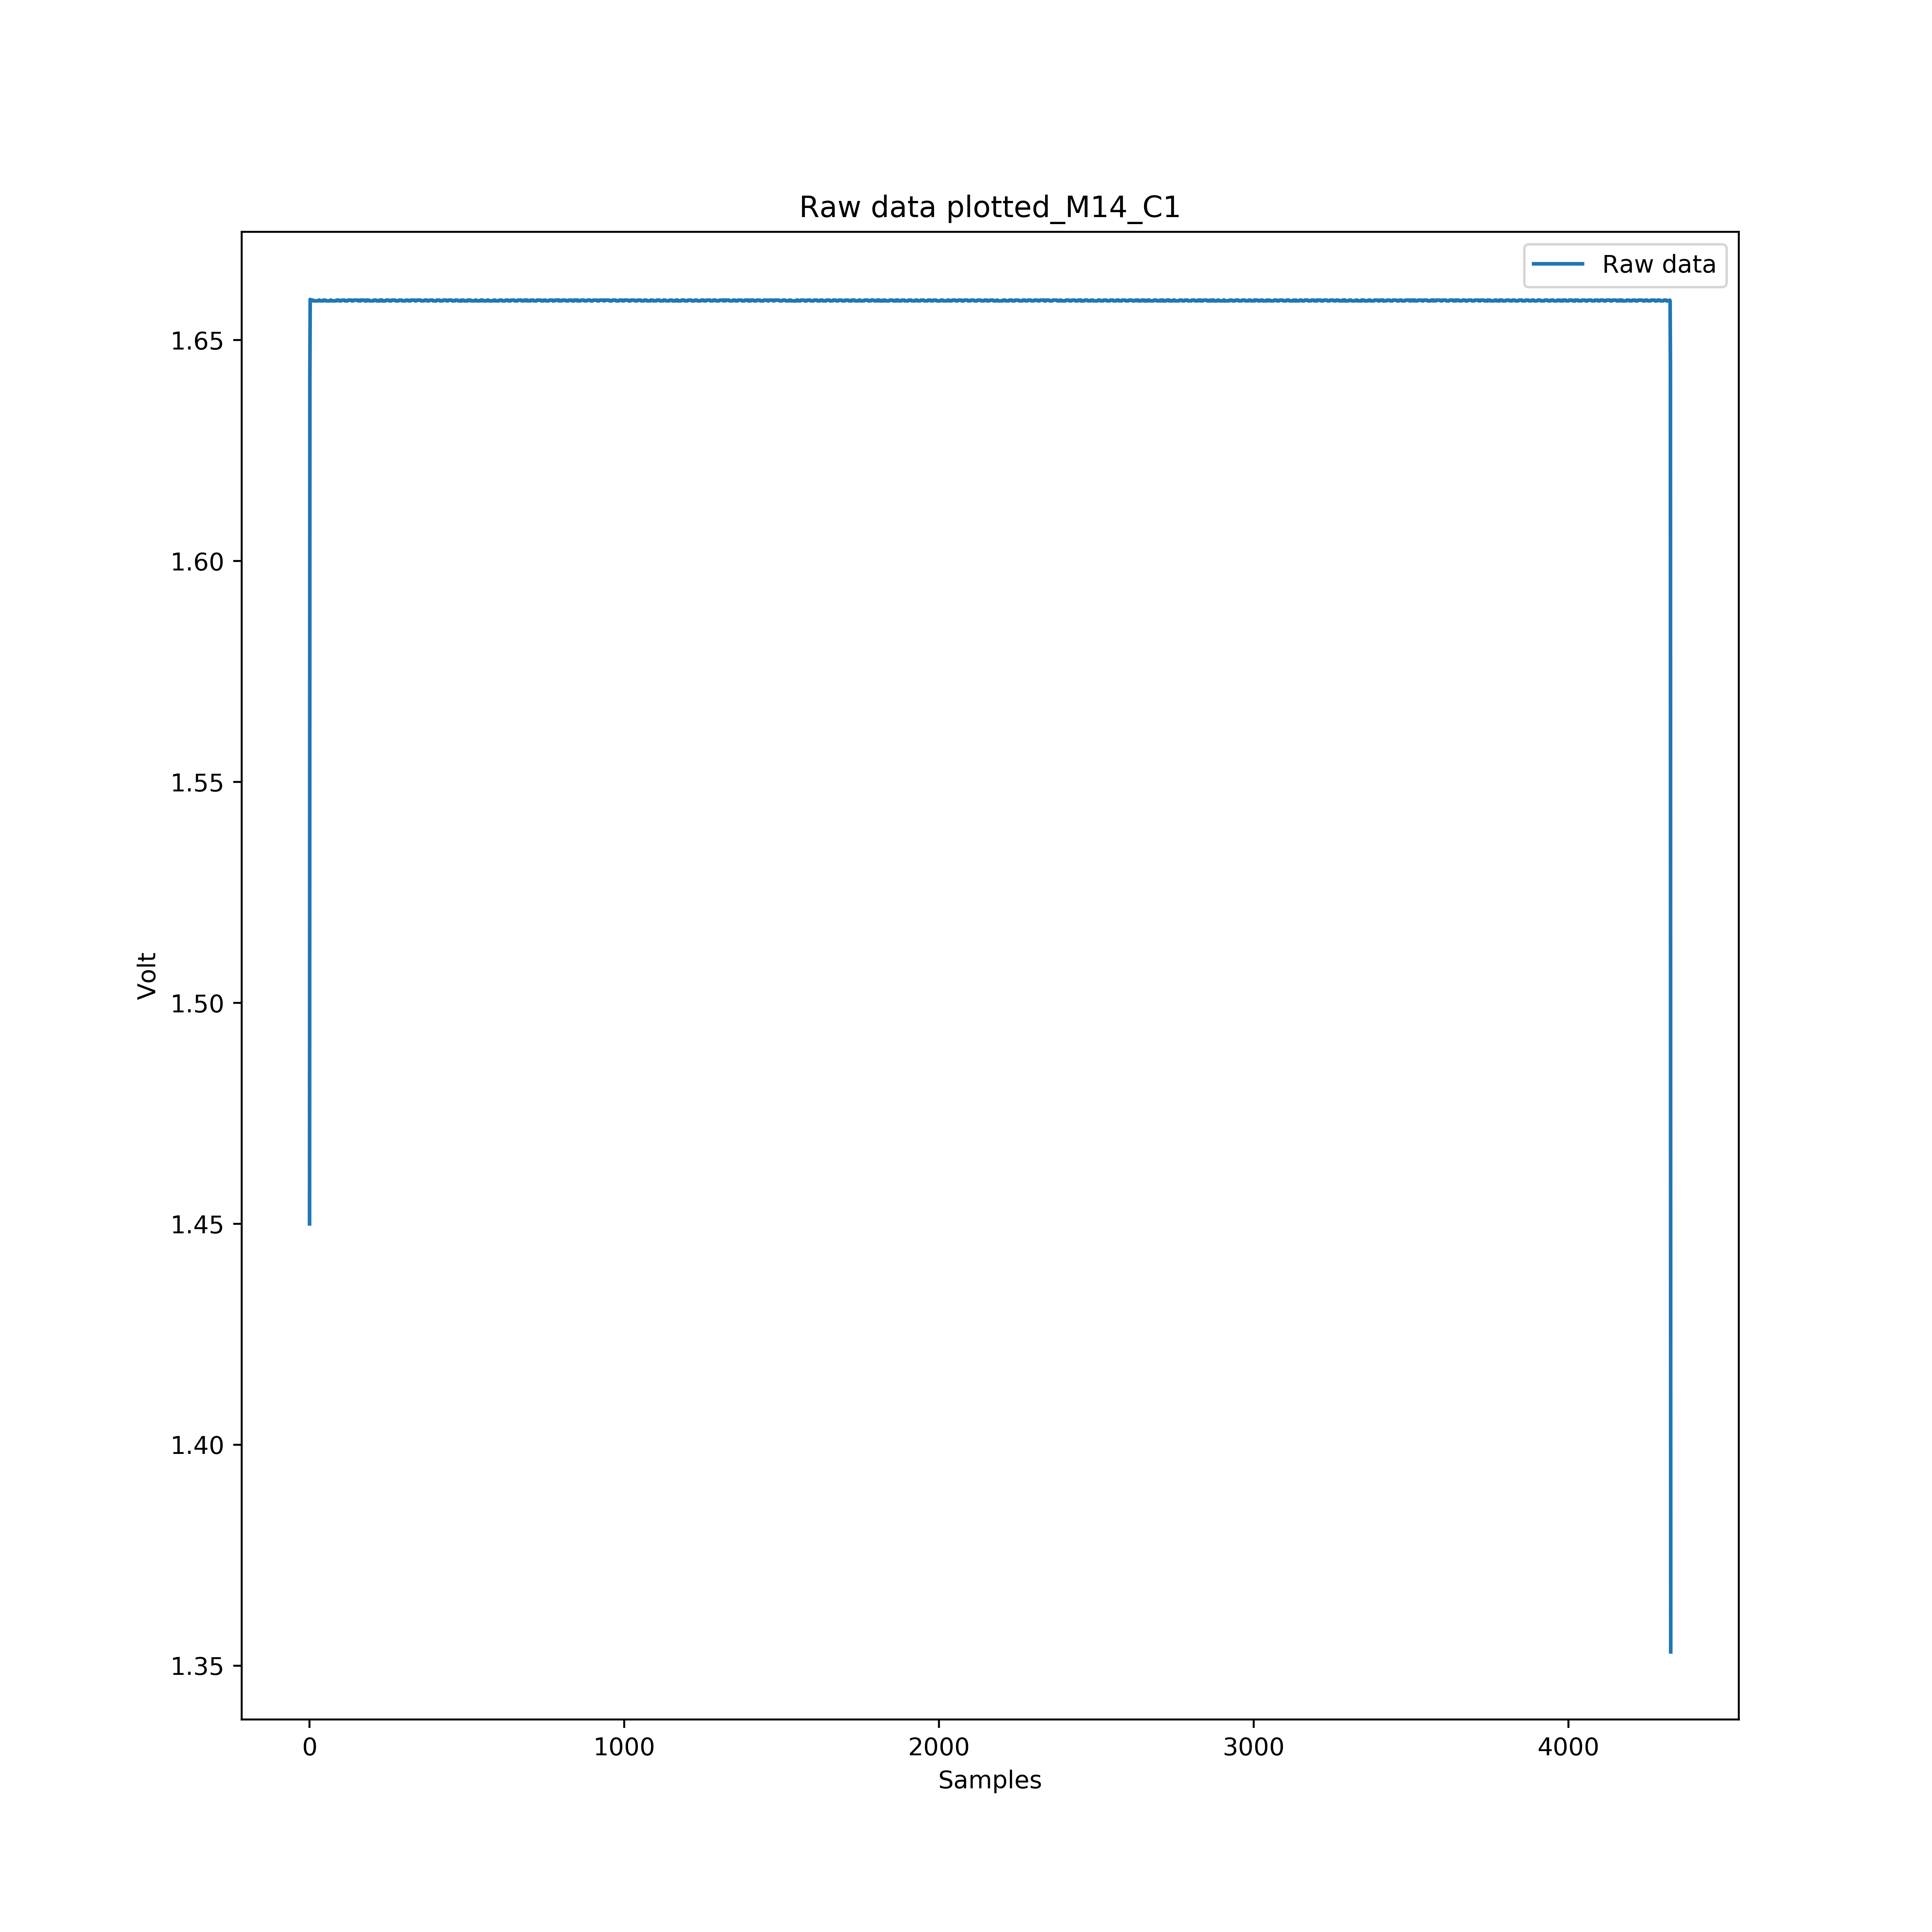 Raw data plotted_M14_C1
Raw data
1.65
1.60
1.55
1.50
1.45
1.40
1.35
Volt
0 1000 2000 3000 4000
Samples